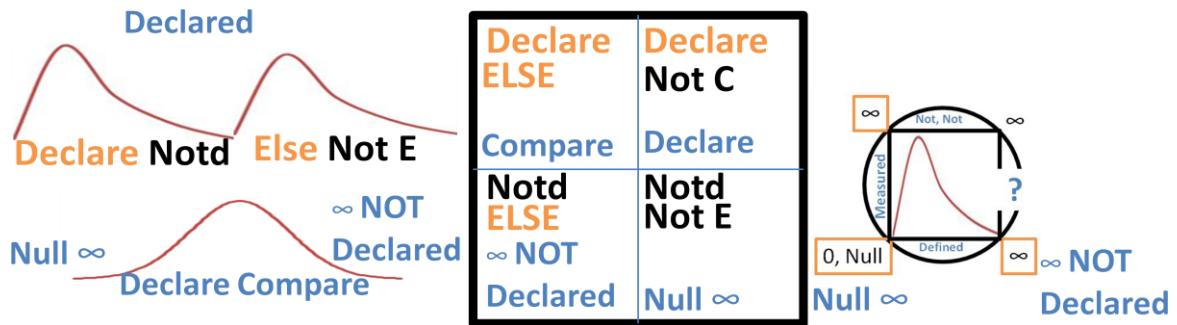 Declared
Declare Notd Else Not E
Null ∞
∞ NOT
Declared
Declare Compare
Declare
ELSE
Compare
Declare
Not C
Declare
Notd
ELSE
∞ NOT
Declared
Notd
Not E
Null ∞
∞
Not, Not
∞
Measured
?
Defined
0, Null
∞
Null ∞
∞ NOT
Declared